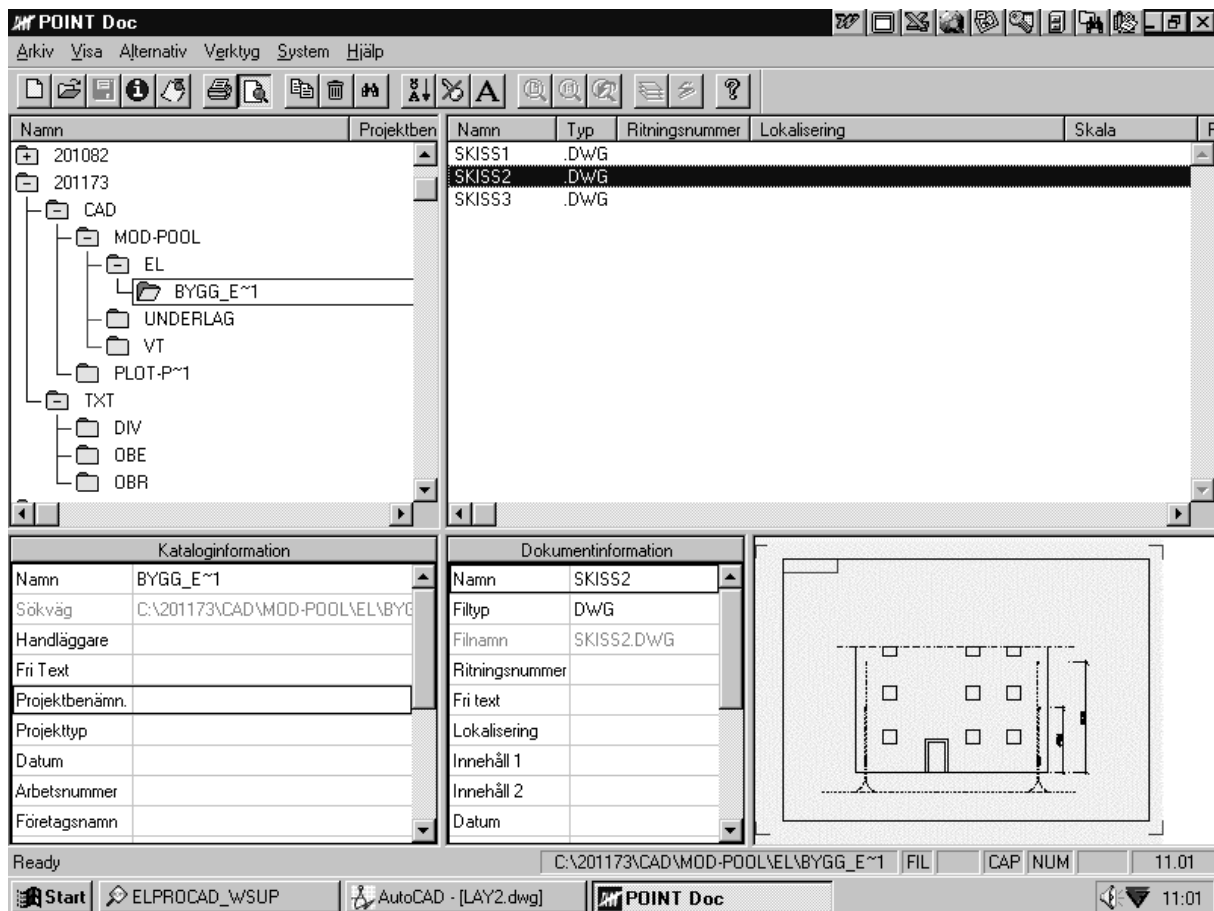 POINT Doc
Arkiv Visa Alternativ Verktyg System Hjälp
Namn Projektben
201082
201173
CAD
MOD-POOL
EL
BYGG_E~1
UNDERLAG
VT
PLOT-P~1
TXT
DIV
OBE
OBR
Namn Typ Ritningsnummer Lokalisering Skala F
SKISS1 .DWG
SKISS2 .DWG
SKISS3 .DWG
Kataloginformation
Namn BYGG_E~1
Sökväg C:\201173\CAD\MOD-POOL\EL\BYG
Handläggare
Fri Text
Projektbenämn.
Projekttyp
Datum
Arbetsnummer
Företagsnamn
Dokumentinformation
Namn SKISS2
Filtyp DWG
Filnamn SKISS2.DWG
Ritningsnummer
Fri text
Lokalisering
Innehåll 1
Innehåll 2
Datum
Ready C:\201173\CAD\MOD-POOL\EL\BYGG_E~1 FIL CAP NUM 11.01
Start ELPROCAD_WSUP AutoCAD - [LAY2.dwg] POINT Doc 11:01